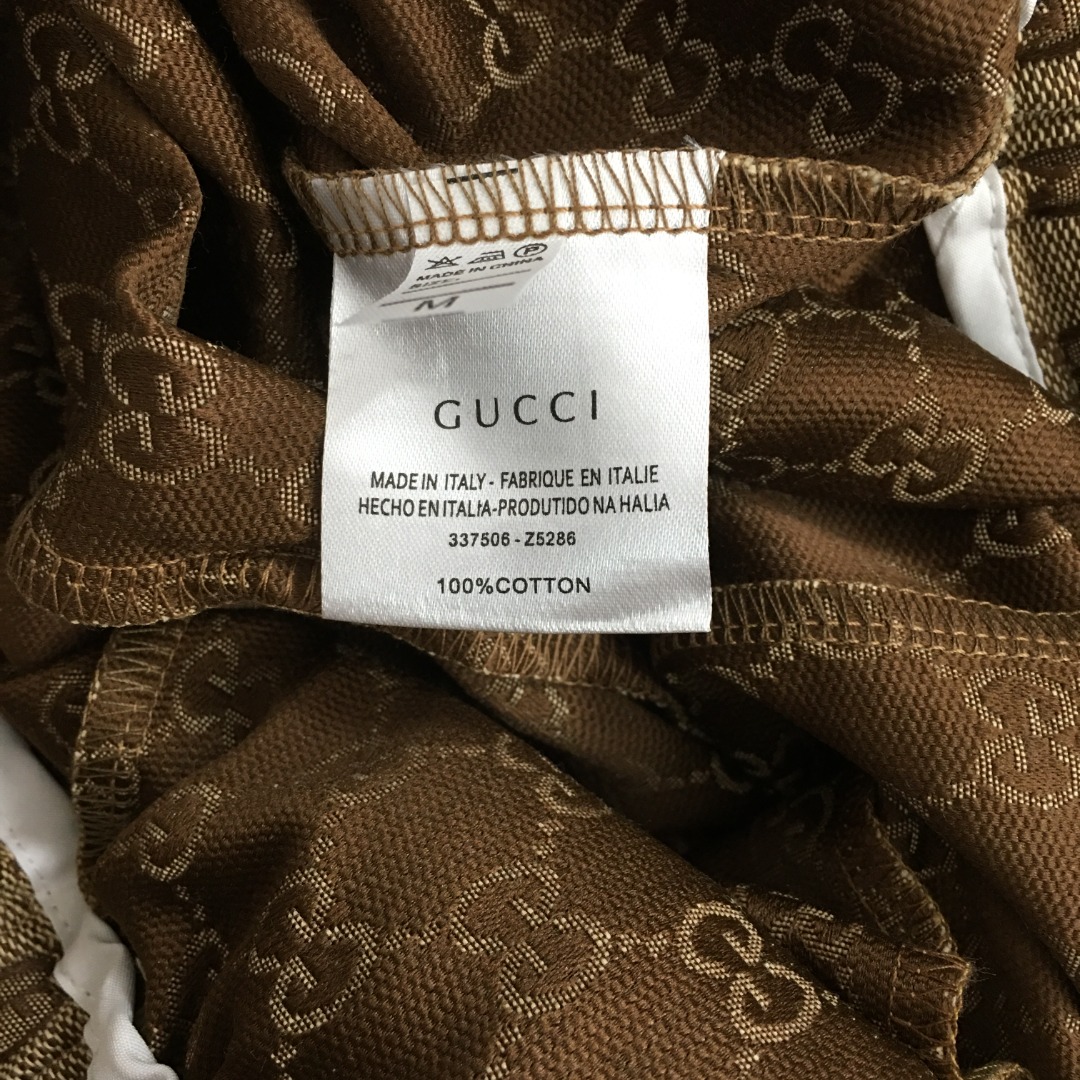 MADE IN CHINA
SIZE:
M
GUCCI
MADE IN ITALY - FABRIQUE EN ITALIE
HECHO EN ITALIA-PRODUTIDO NA HALIA
337506 - Z5286
100%COTTON